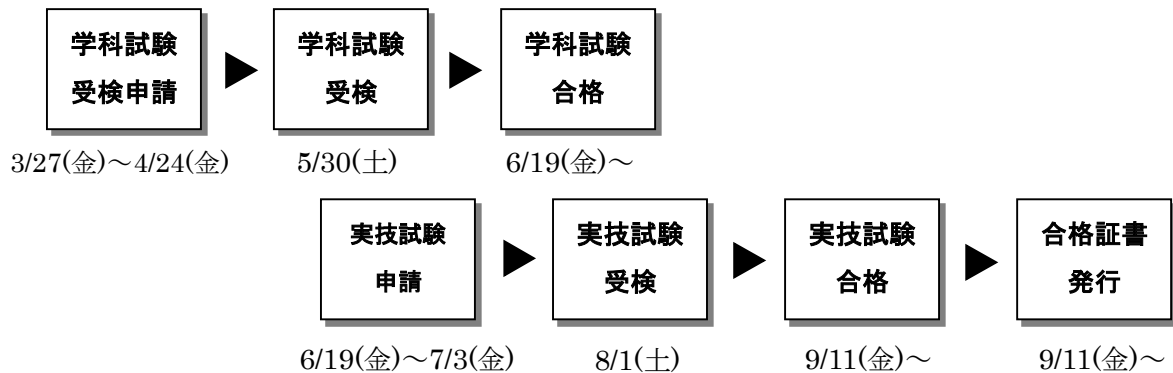 学科試験
受検申請
学科試験
受検
学科試験
合格
3/27(金)～4/24(金)
5/30(土)
6/19(金)～
実技試験
申請
実技試験
受検
実技試験
合格
合格証書
発行
6/19(金)～7/3(金)
8/1(土)
9/11(金)～
9/11(金)～